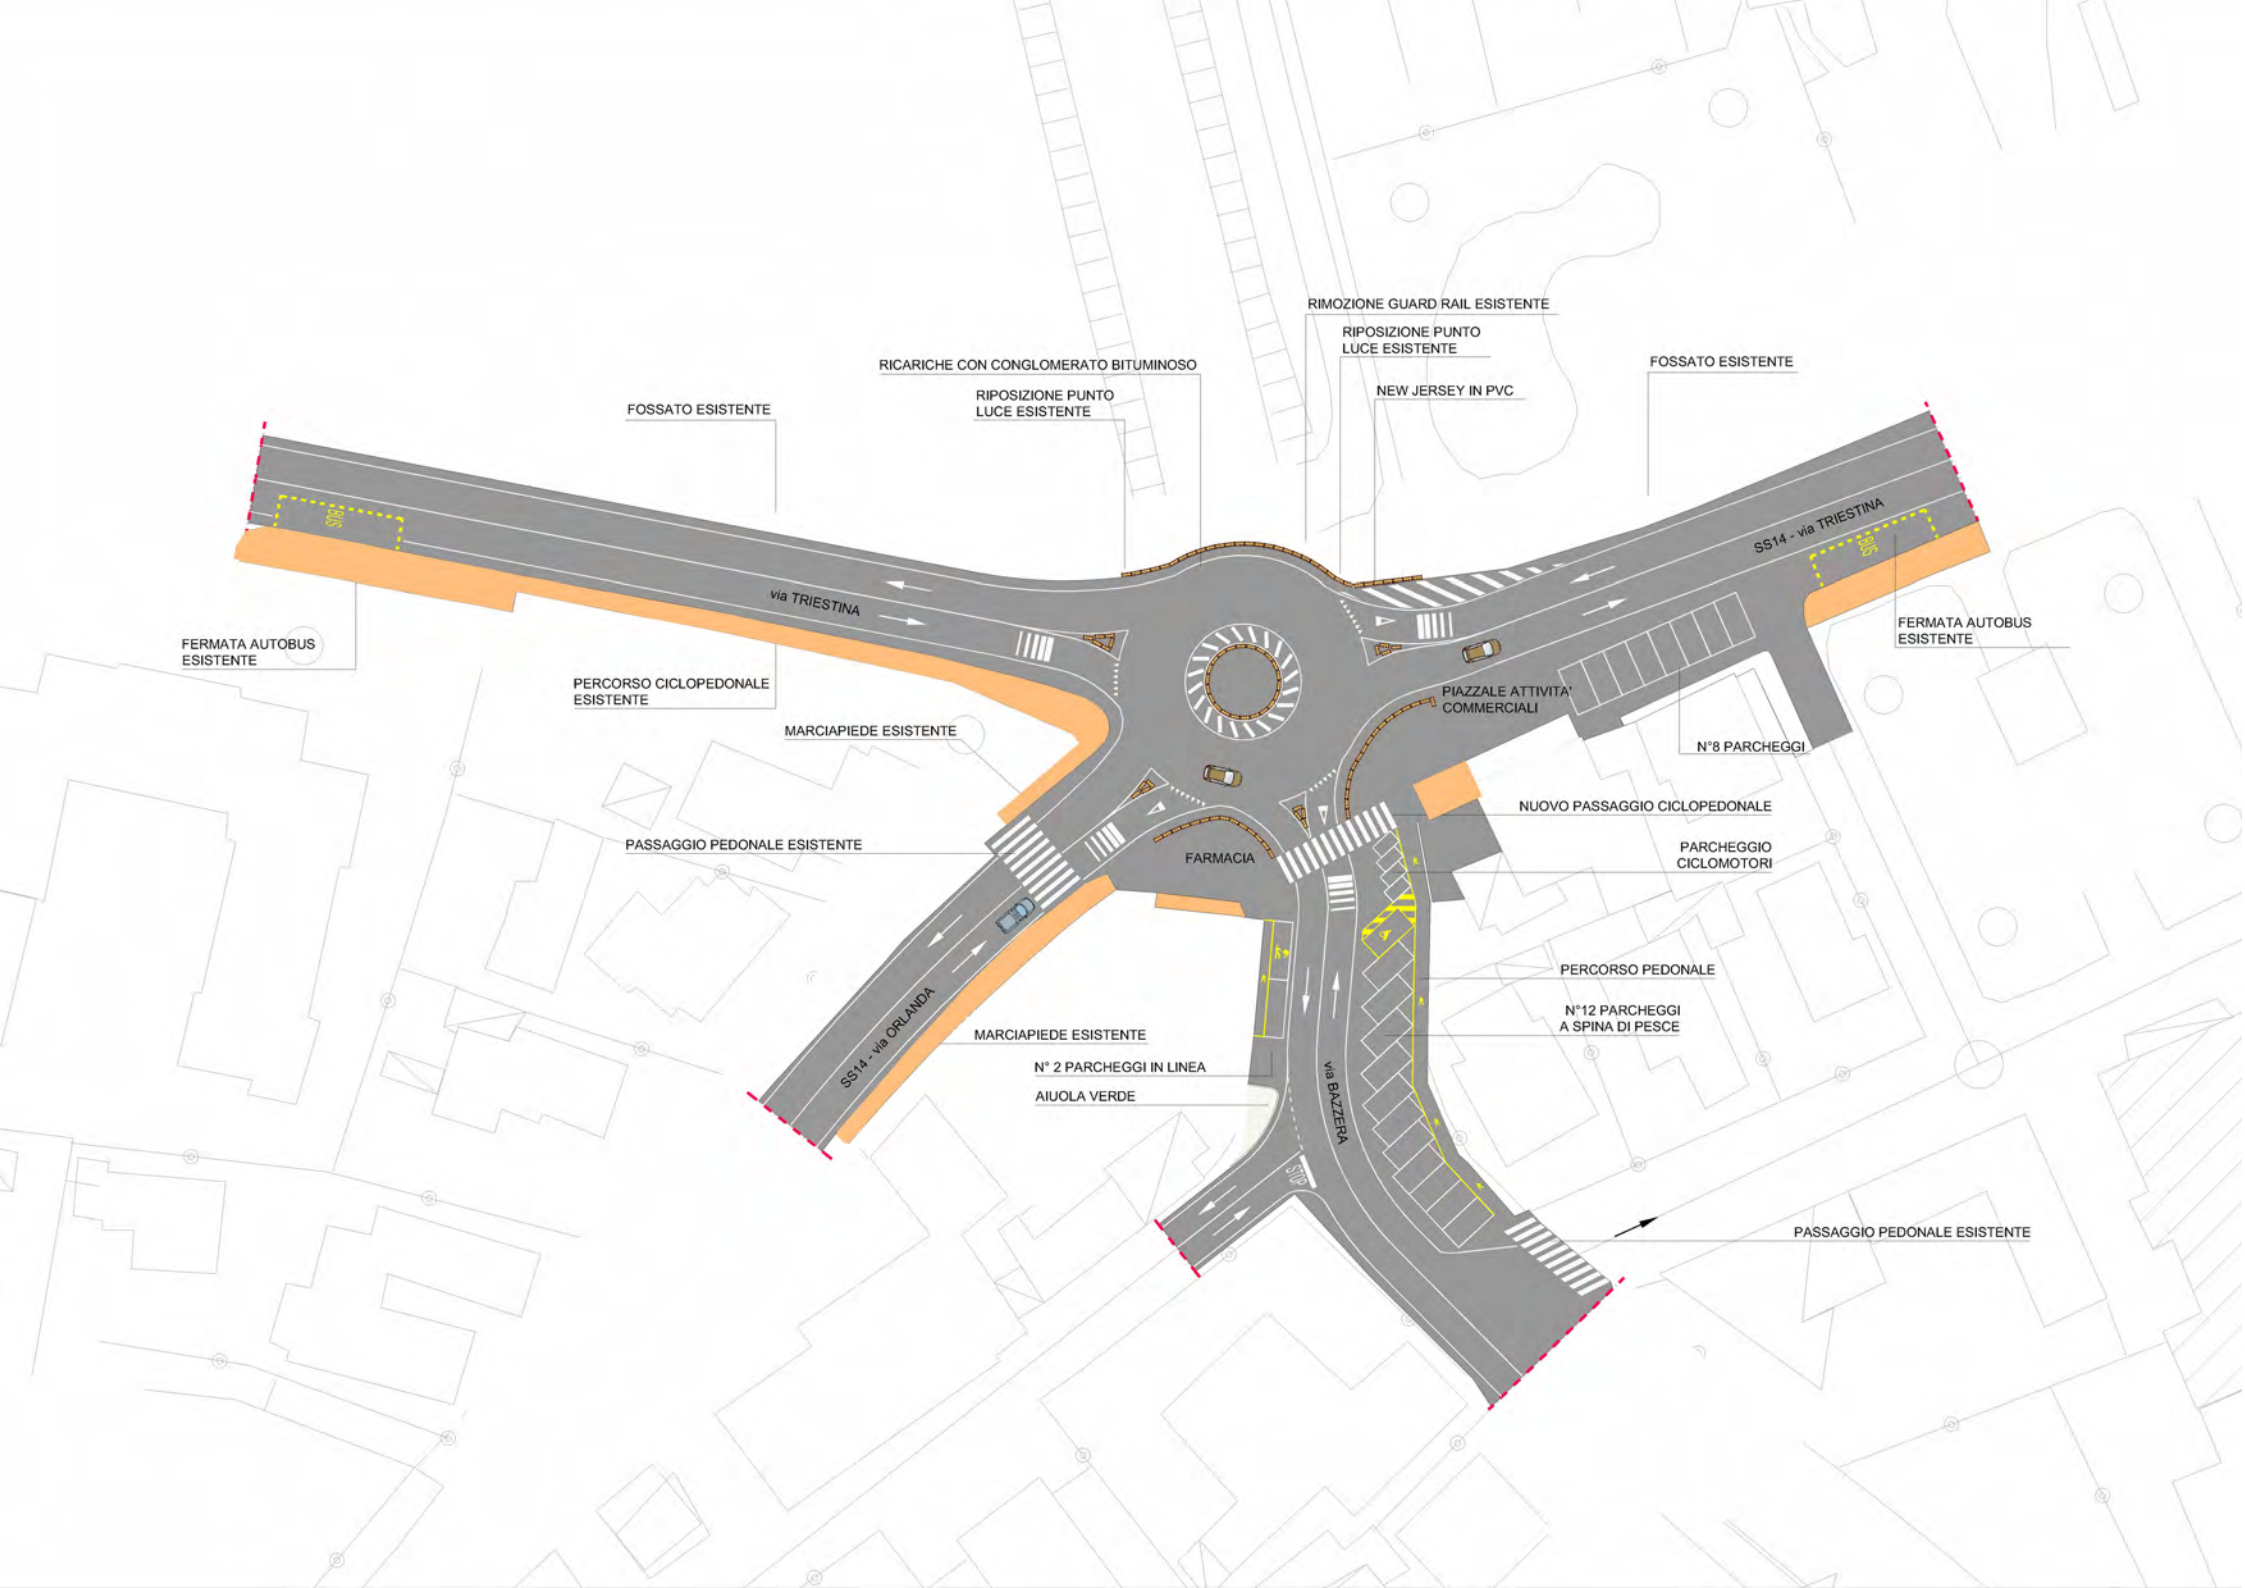 RIMOZIONE GUARD RAIL ESISTENTE
RIPOSIZIONE PUNTO
LUCE ESISTENTE
RICARICHE CON CONGLOMERATO BITUMINOSO
FOSSATO ESISTENTE
NEW JERSEY IN PVC
RIPOSIZIONE PUNTO
LUCE ESISTENTE
FOSSATO ESISTENTE
BUS
SS14 - via TRIESTINA
BUS
via TRIESTINA
FERMATA AUTOBUS
ESISTENTE
FERMATA AUTOBUS
ESISTENTE
PERCORSO CICLOPEDONALE
ESISTENTE
PIAZZALE ATTIVITA'
COMMERCIALI
MARCIAPIEDE ESISTENTE
N°8 PARCHEGGI
NUOVO PASSAGGIO CICLOPEDONALE
PASSAGGIO PEDONALE ESISTENTE
FARMACIA
PARCHEGGIO
CICLOMOTORI
PERCORSO PEDONALE
N°12 PARCHEGGI
A SPINA DI PESCE
SS14 - via ORLANDA
MARCIAPIEDE ESISTENTE
N° 2 PARCHEGGI IN LINEA
AIUOLA VERDE
via BAZZERA
STOP
PASSAGGIO PEDONALE ESISTENTE